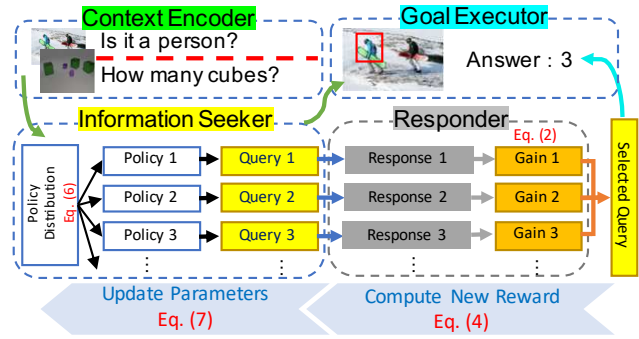 Context Encoder
Is it a person?
How many cubes?
Goal Executor
Answer : 3
Information Seeker
Policy Distribution
Eq. (6)
Policy 1
Query 1
Policy 2
Query 2
Policy 3
Query 3
⋮
⋮
Responder
Eq. (2)
Response 1
Gain 1
Response 2
Gain 2
Response 3
Gain 3
⋮
⋮
Selected Query
Update Parameters
Eq. (7)
Compute New Reward
Eq. (4)